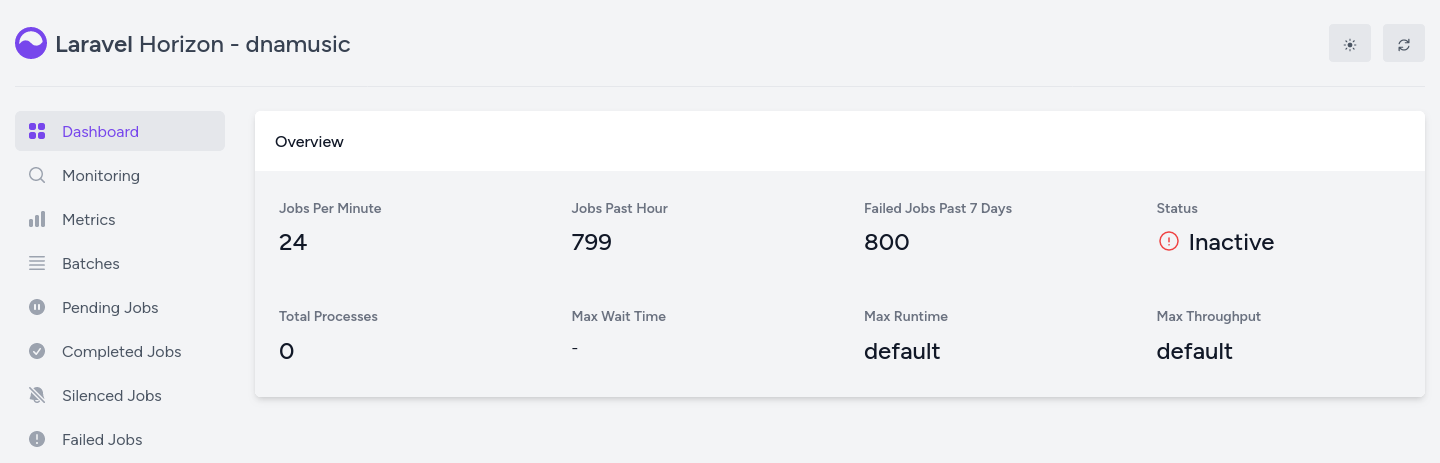 Laravel Horizon - dnamusic
Dashboard
Monitoring
Metrics
Batches
Pending Jobs
Completed Jobs
Silenced Jobs
Failed Jobs
Overview
Jobs Per Minute
24
Jobs Past Hour
799
Failed Jobs Past 7 Days
800
Status
Inactive
Total Processes
0
Max Wait Time
-
Max Runtime
default
Max Throughput
default